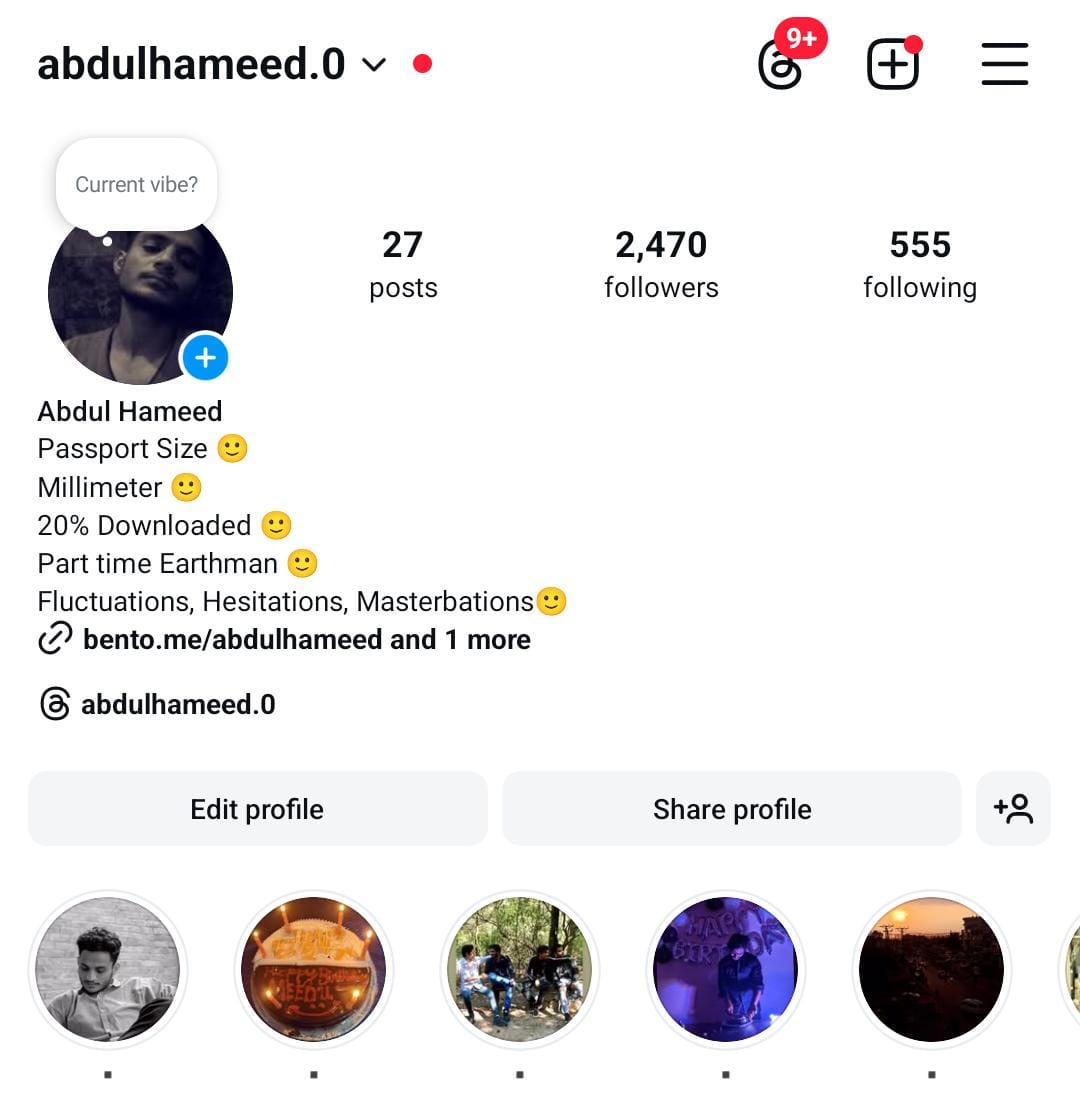 abdulhameed.0
9+
Current vibe?
27 2,470 555
posts followers following
Abdul Hameed
Passport Size 🙂
Millimeter 🙂
20% Downloaded 🙂
Part time Earthman 🙂
Fluctuations, Hesitations, Masterbations🙂
bento.me/abdulhameed and 1 more
abdulhameed.0
Edit profile Share profile